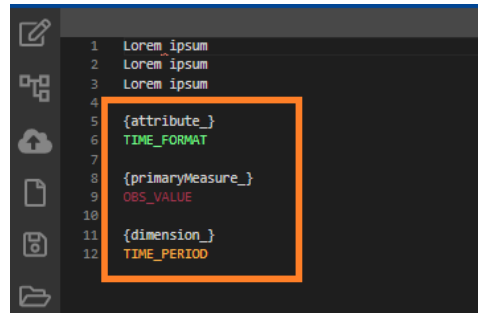 1 Lorem ipsum
2 Lorem ipsum
3 Lorem ipsum
4
5 {attribute_}
6 TIME_FORMAT
7
8 {primaryMeasure_}
9 OBS_VALUE
10
11 {dimension_}
12 TIME_PERIOD